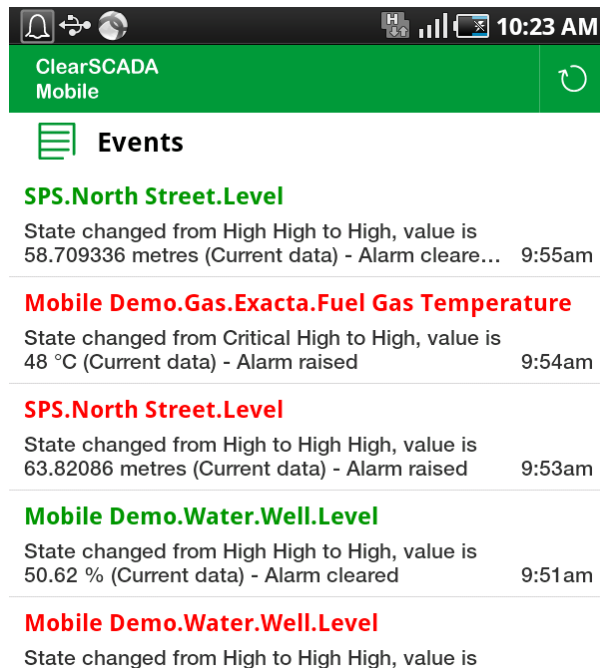 H
10:23 AM
ClearSCADA
Mobile
Events
SPS.North Street.Level
State changed from High High to High, value is
58.709336 metres (Current data) - Alarm cleare... 9:55am
Mobile Demo.Gas.Exacta.Fuel Gas Temperature
State changed from Critical High to High, value is
48 °C (Current data) - Alarm raised 9:54am
SPS.North Street.Level
State changed from High to High High, value is
63.82086 metres (Current data) - Alarm raised 9:53am
Mobile Demo.Water.Well.Level
State changed from High High to High, value is
50.62 % (Current data) - Alarm cleared 9:51am
Mobile Demo.Water.Well.Level
State changed from High to High High, value is